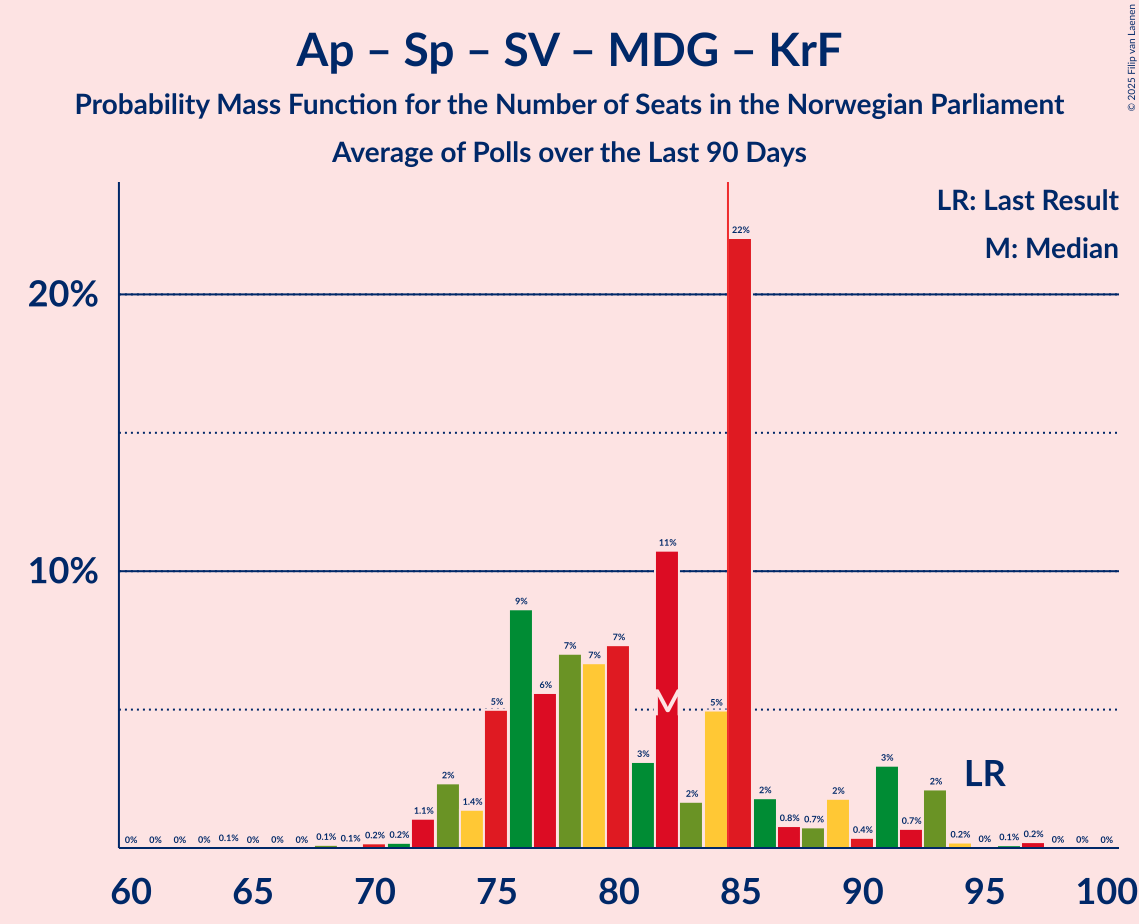 Ap – Sp – SV – MDG – KrF
Probability Mass Function for the Number of Seats in the Norwegian Parliament
Average of Polls over the Last 90 Days
© 2025 Filip van Laenen
LR: Last Result
M: Median
20%
10%
0% 0% 0% 0% 0.1% 0% 0% 0% 0.1% 0.1% 0.2% 0.2% 1.1% 2% 1.4% 5% 9% 6% 7% 7% 7% 3% 11% 2% 5% 22% 2% 0.8% 0.7% 2% 0.4% 3% 0.7% 2% 0.2% 0% 0.1% 0.2% 0% 0% 0%
M
LR
60 65 70 75 80 85 90 95 100